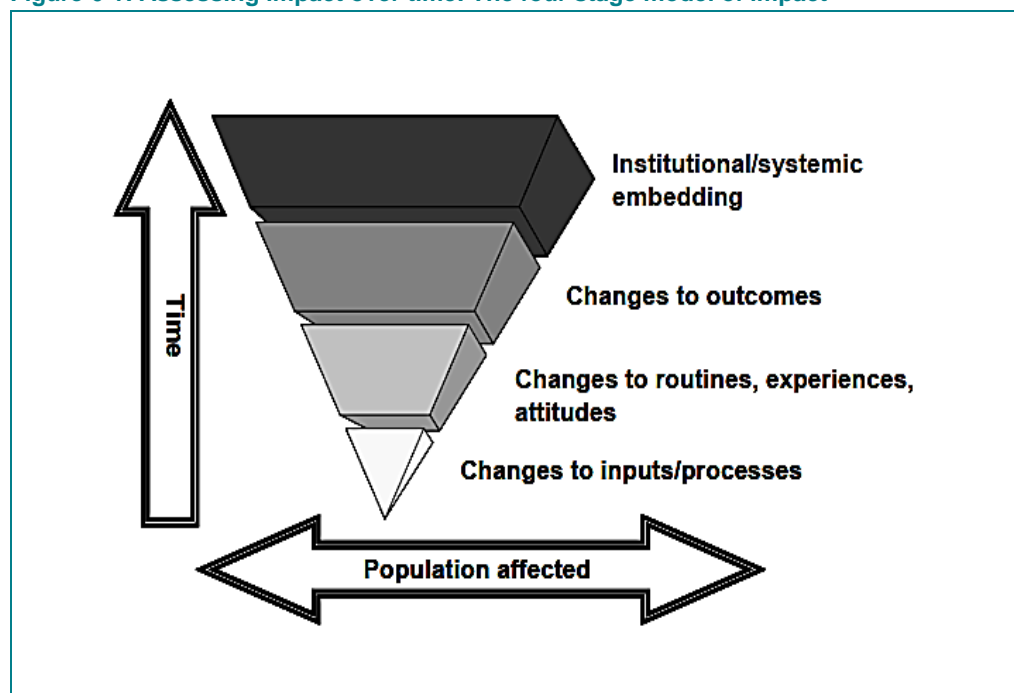 Institutional/systemic
embedding
Changes to outcomes
Time
Changes to routines, experiences,
attitudes
Changes to inputs/processes
Population affected